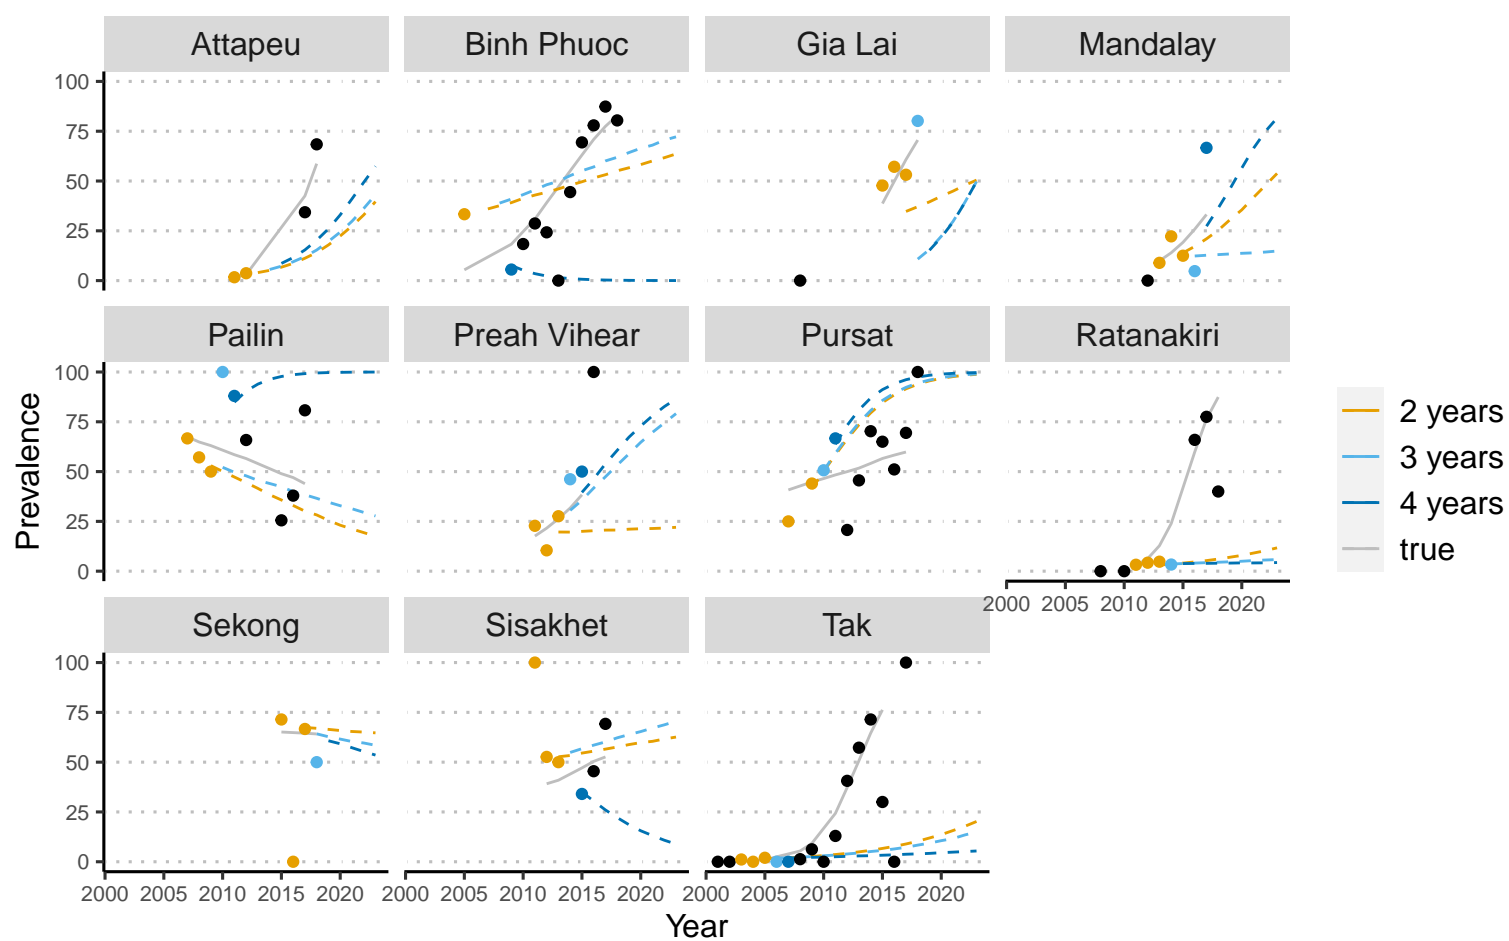 Attapeu Binh Phuoc Gia Lai Mandalay
100
75
50
25
0
Pailin Preah Vihear Pursat Ratanakiri
100
75
50
25
0
2000 2005 2010 2015 2020
Sekong Sisakhet Tak
100
75
50
25
0
2000 2005 2010 2015 2020 2000 2005 2010 2015 2020 2000 2005 2010 2015 2020
Year
Prevalence
2 years
3 years
4 years
true